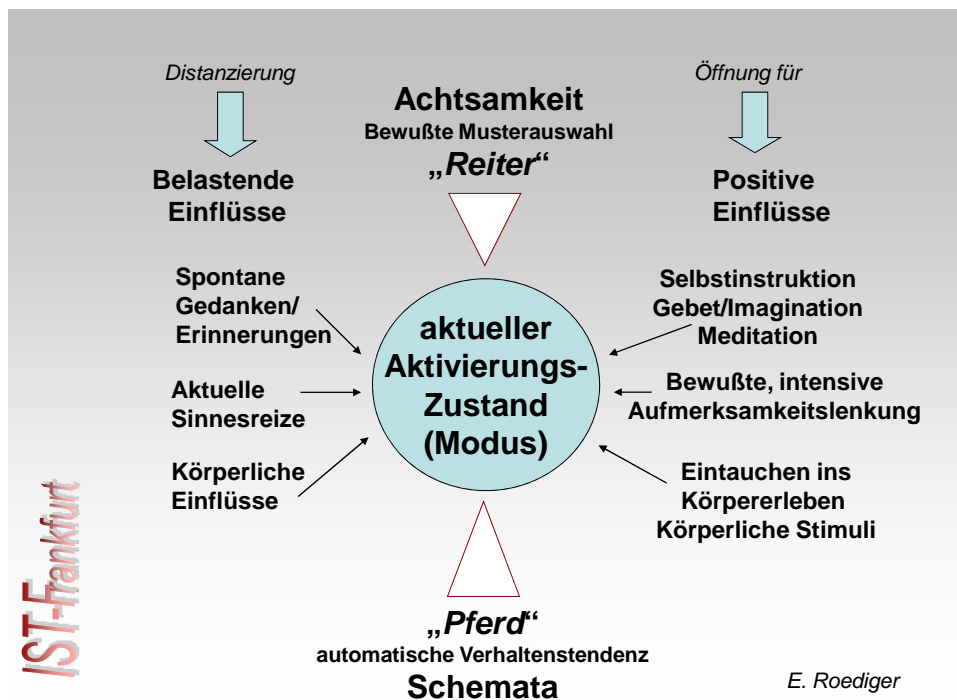 Distanzierung
Belastende
Einflüsse
Achtsamkeit
Bewußte Musterauswahl
„Reiter“
Öffnung für
Positive
Einflüsse
Spontane
Gedanken/
Erinnerungen
Aktuelle
Sinnesreize
Körperliche
Einflüsse
aktueller
Aktivierungs-
Zustand
(Modus)
Selbstinstruktion
Gebet/Imagination
Meditation
Bewußte, intensive
Aufmerksamkeitslenkung
Eintauchen ins
Körpererleben
Körperliche Stimuli
„Pferd“
automatische Verhaltenstendenz
Schemata
IST-Frankfurt
E. Roediger